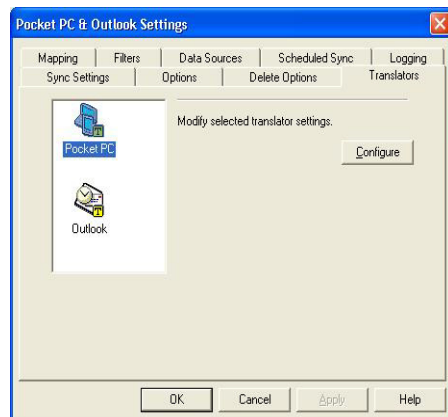 Pocket PC & Outlook Settings
Mapping Filters Data Sources Scheduled Sync Logging
Sync Settings Options Delete Options Translators
Modify selected translator settings.
Pocket PC
Configure
Outlook
OK Cancel Apply Help